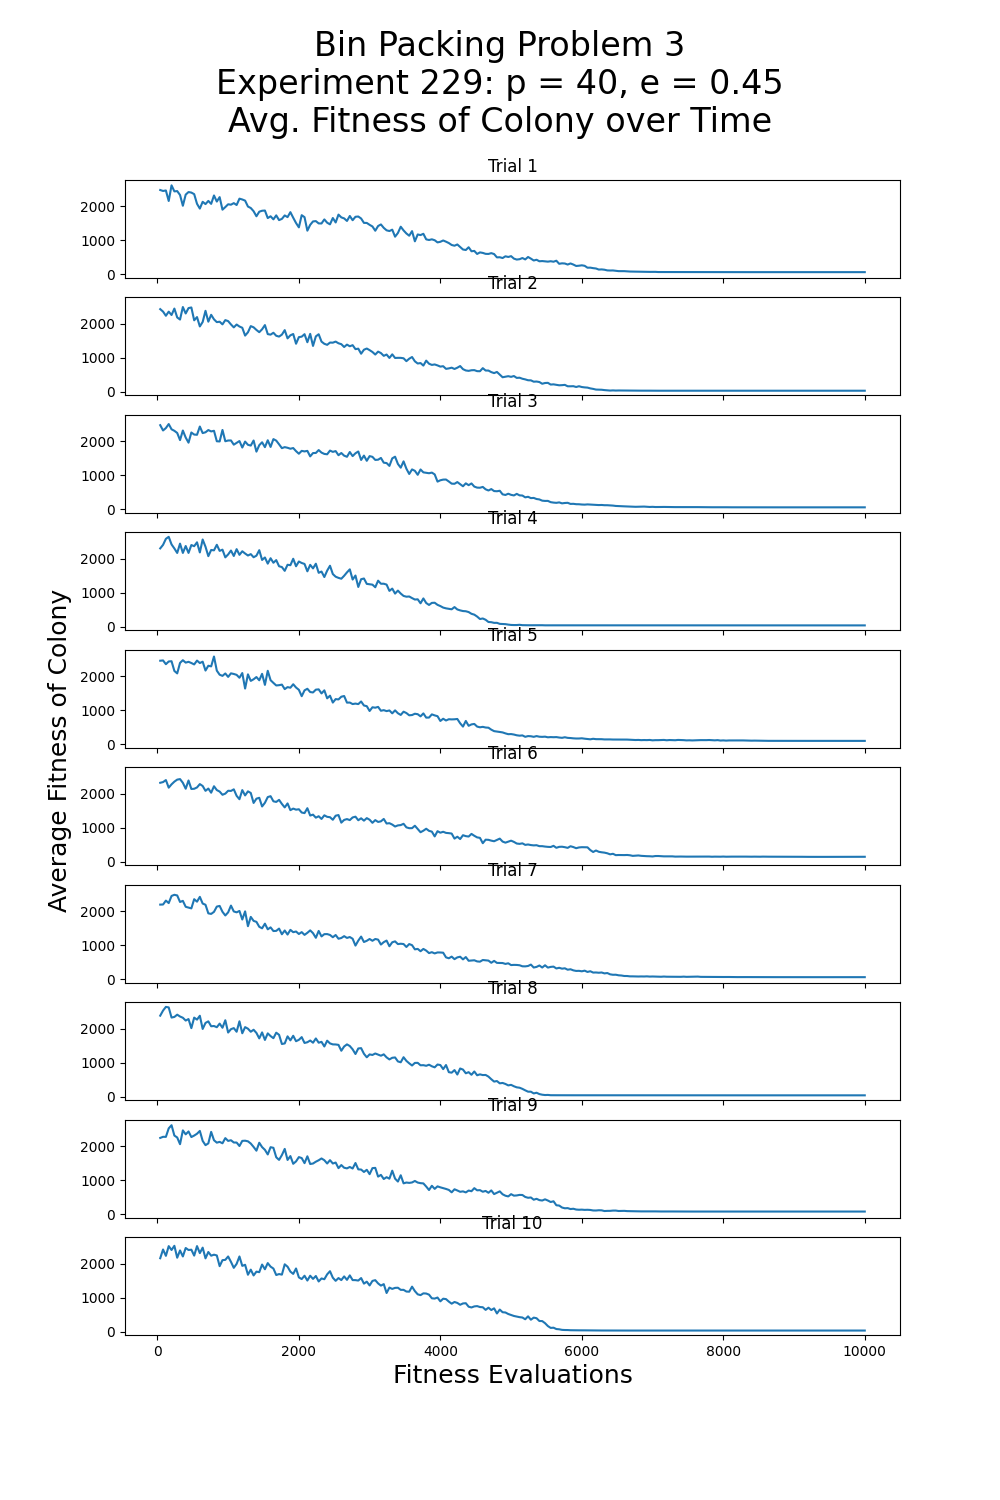 Bin Packing Problem 3
Experiment 229: p = 40, e = 0.45
Avg. Fitness of Colony over Time
Trial 1
2000
1000
0
Trial 2
2000
1000
0
Trial 3
2000
1000
0
Trial 4
2000
1000
0
Trial 5
2000
1000
0
Trial 6
2000
1000
0
Trial 7
2000
1000
0
Trial 8
2000
1000
0
Trial 9
2000
1000
0
Trial 10
2000
1000
0
0 2000 4000 6000 8000 10000
Fitness Evaluations
Average Fitness of Colony